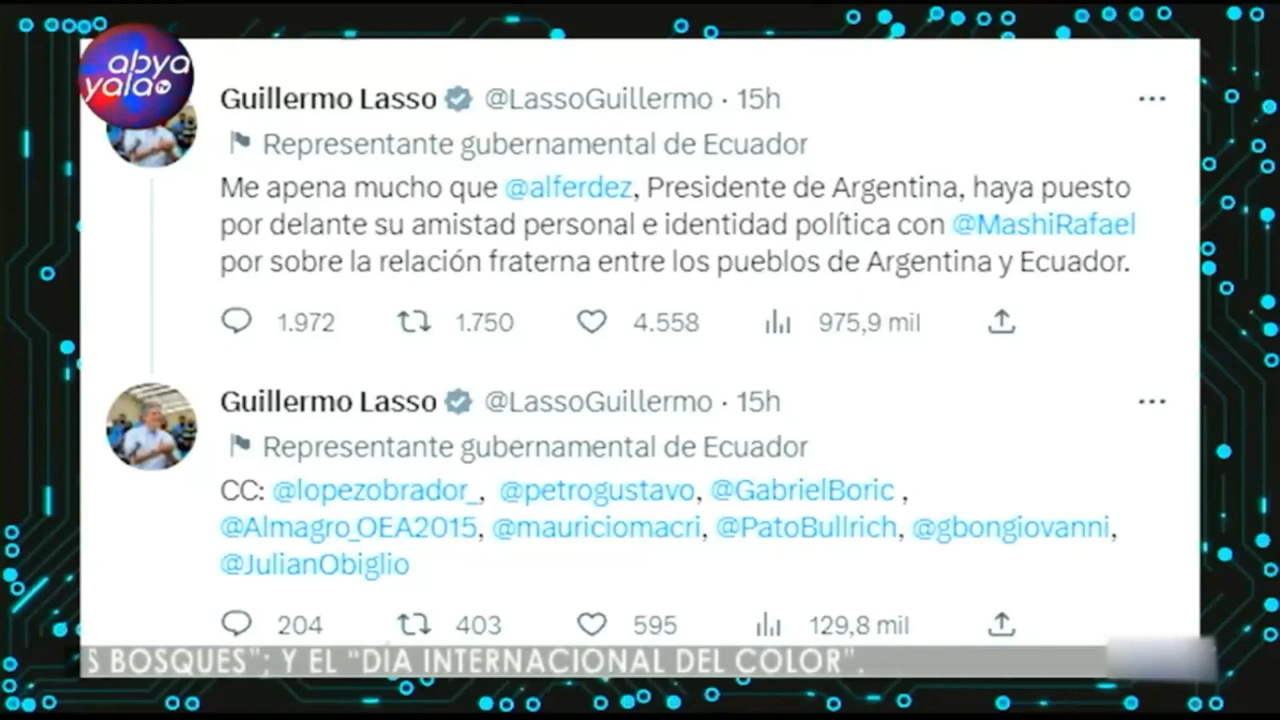 abya
yala tv
Guillermo Lasso @LassoGuillermo · 15h
Representante gubernamental de Ecuador
Me apena mucho que @alferdez, Presidente de Argentina, haya puesto
por delante su amistad personal e identidad política con @MashiRafael
por sobre la relación fraterna entre los pueblos de Argentina y Ecuador.
1.972 1.750 4.558 975,9 mil
Guillermo Lasso @LassoGuillermo · 15h
Representante gubernamental de Ecuador
CC: @lopezobrador_, @petrogustavo, @GabrielBoric ,
@Almagro_OEA2015, @mauriciomacri, @PatoBullrich, @gbongiovanni,
@JulianObiglio
204 403 595 129,8 mil
S BOSQUES”; Y EL “DÍA INTERNACIONAL DEL COLOR”.